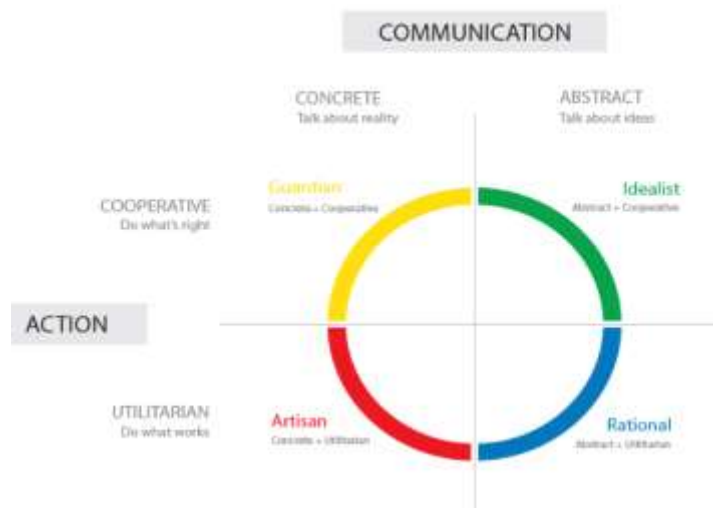 COMMUNICATION
CONCRETE
Talk about reality
ABSTRACT
Talk about ideas
Guardian
Concrete + Cooperative
Idealist
Abstract + Cooperative
COOPERATIVE
Do what's right
ACTION
UTILITARIAN
Do what works
Artisan
Concrete + Utilitarian
Rational
Abstract + Utilitarian